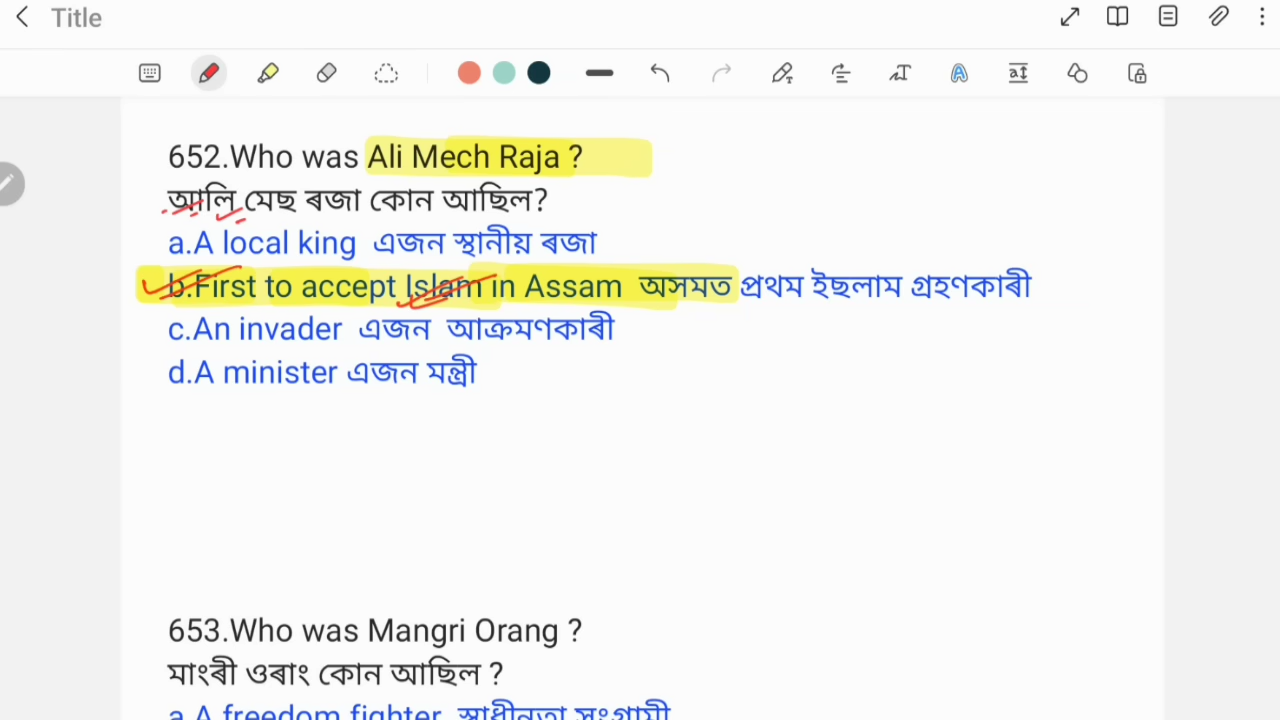 Title
652.Who was Ali Mech Raja ?
আলি মেছ ৰজা কোন আছিল?
a.A local king এজন স্থানীয় ৰজা
b.First to accept Islam in Assam অসমত প্ৰথম ইছলাম গ্ৰহণকাৰী
c.An invader এজন আক্ৰমণকাৰী
d.A minister এজন মন্ত্ৰী
653.Who was Mangri Orang ?
মাংৰী ওৰাং কোন আছিল ?
a.A freedom fighter স্বাধীনতা সংগ্ৰামী